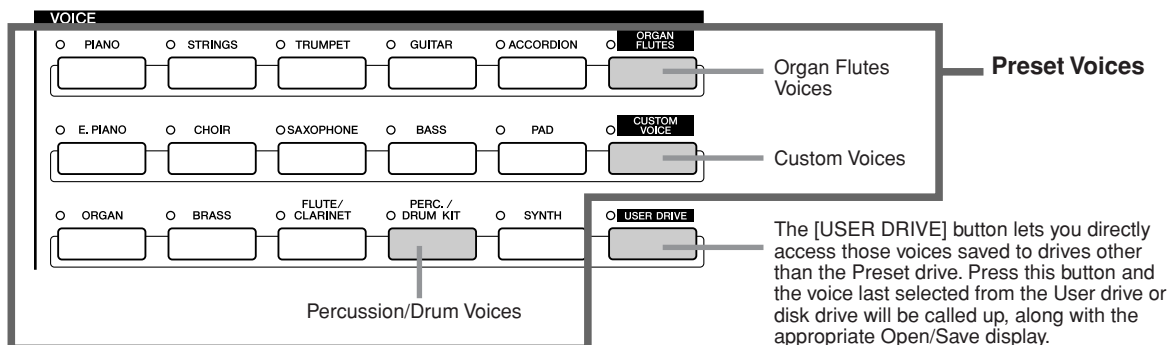 VOICE
PIANO STRINGS TRUMPET GUITAR ACCORDION ORGAN FLUTES
Organ Flutes
Voices
Preset Voices
E. PIANO CHOIR SAXOPHONE BASS PAD CUSTOM VOICE
Custom Voices
ORGAN BRASS FLUTE/ CLARINET PERC. / DRUM KIT SYNTH USER DRIVE
Percussion/Drum Voices
The [USER DRIVE] button lets you directly
access those voices saved to drives other
than the Preset drive. Press this button and
the voice last selected from the User drive or
disk drive will be called up, along with the
appropriate Open/Save display.